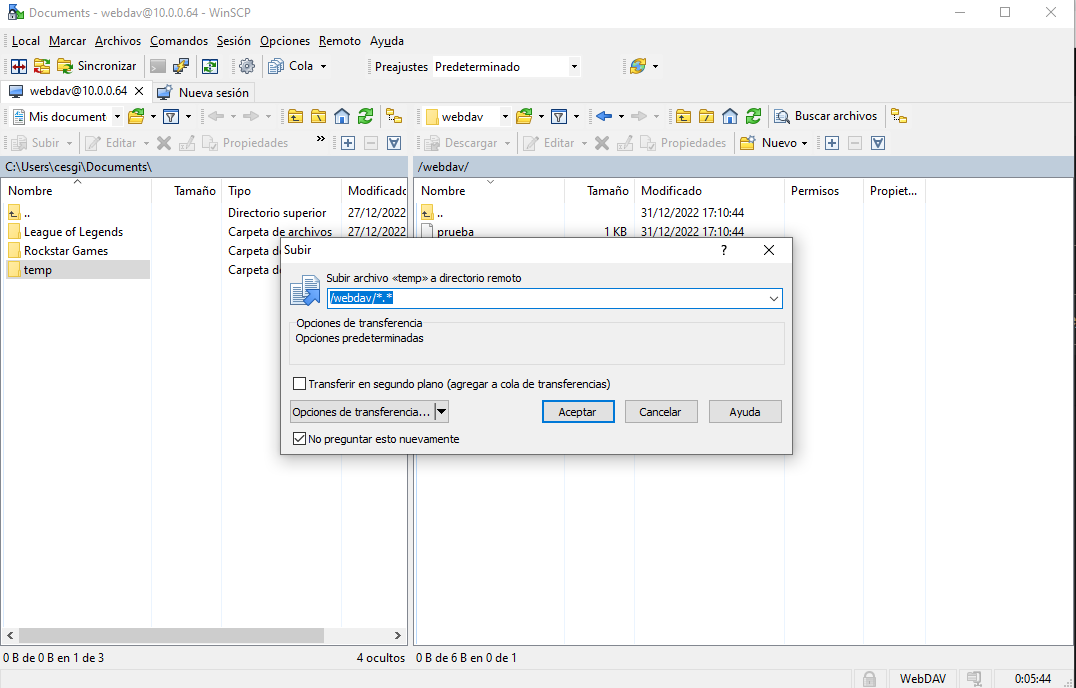 Documents - webdav@10.0.0.64 - WinSCP
Local Marcar Archivos Comandos Sesión Opciones Remoto Ayuda
Sincronizar Cola Preajustes Predeterminado
webdav@10.0.0.64 Nueva sesión
Mis document webdav Buscar archivos
Subir Editar Propiedades » Descargar Editar Propiedades Nuevo
C:\Users\cesgi\Documents\ /webdav/
Nombre Tamaño Tipo Modificado Nombre Tamaño Modificado Permisos Propiet...
.. Directorio superior 27/12/2022 .. 31/12/2022 17:10:44
League of Legends Carpeta de archivos 27/12/2022 prueba 1 KB 31/12/2022 17:10:44
Rockstar Games Carpeta d
temp Carpeta d
Subir ?
Subir archivo «temp» a directorio remoto
/webdav/*.*
Opciones de transferencia
Opciones predeterminadas
Transferir en segundo plano (agregar a cola de transferencias)
Opciones de transferencia... Aceptar Cancelar Ayuda
No preguntar esto nuevamente
0 B de 0 B en 1 de 3 4 ocultos 0 B de 6 B en 0 de 1
WebDAV 0:05:44